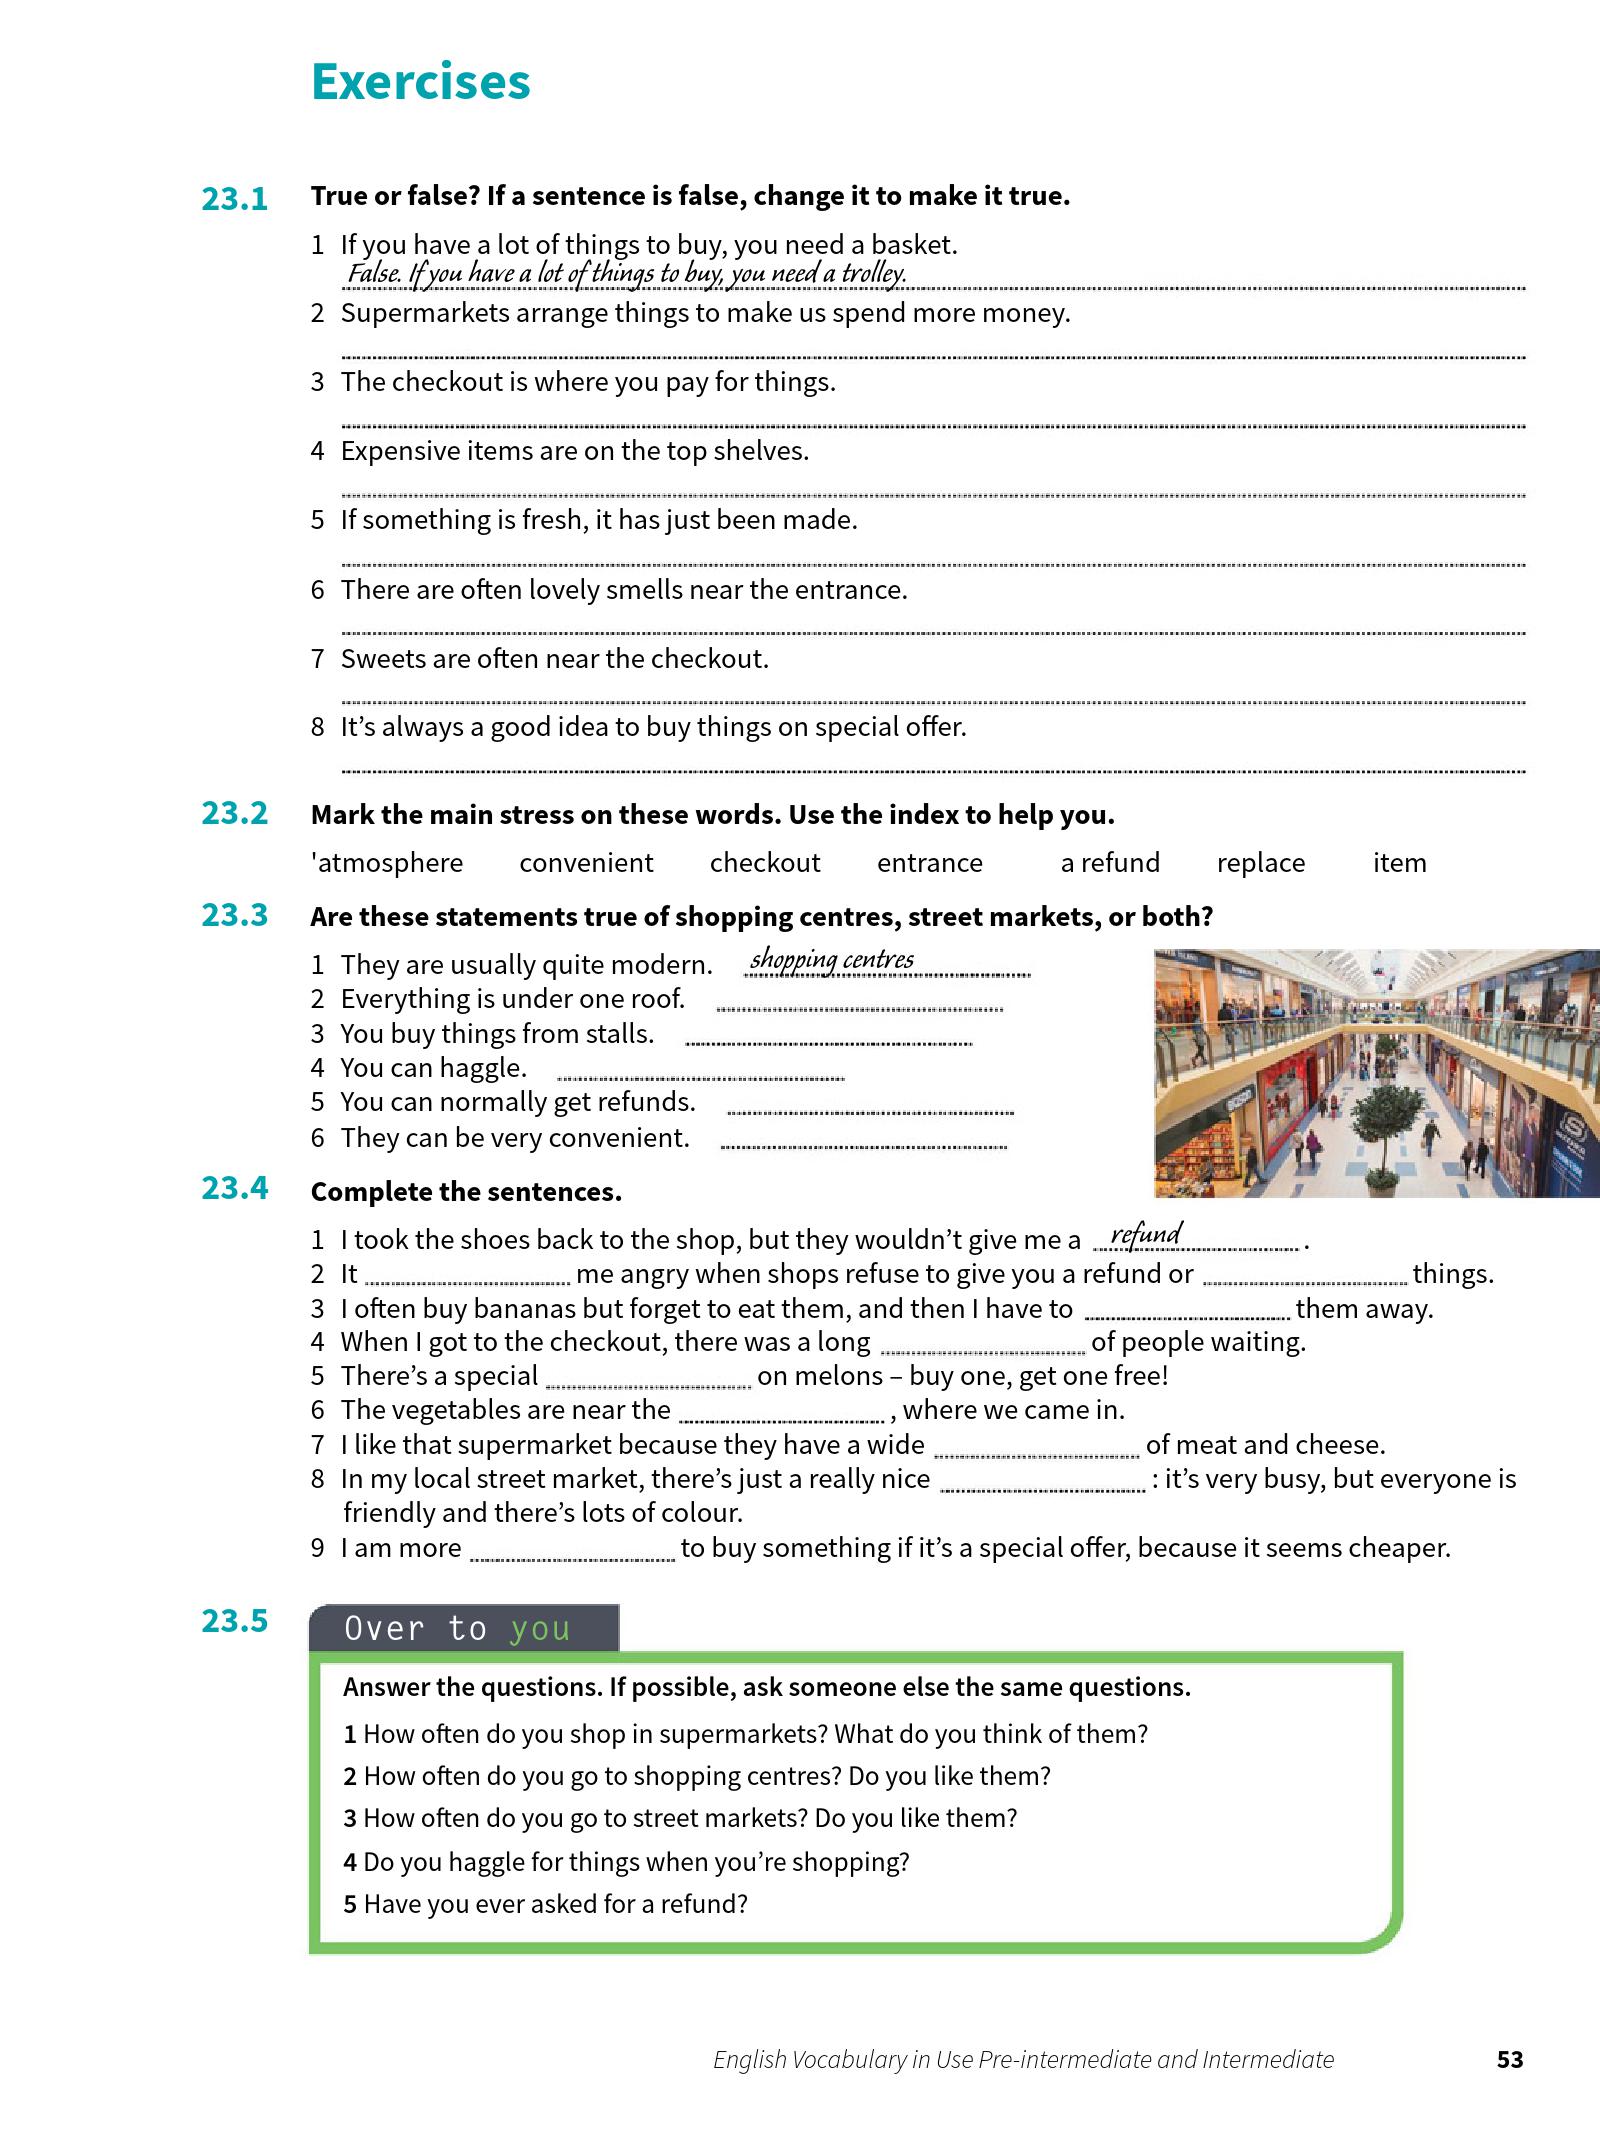 Exercises
23.1 True or false? If a sentence is false, change it to make it true.
1 If you have a lot of things to buy, you need a basket.
False. If you have a lot of things to buy, you need a trolley.
2 Supermarkets arrange things to make us spend more money.
3 The checkout is where you pay for things.
4 Expensive items are on the top shelves.
5 If something is fresh, it has just been made.
6 There are often lovely smells near the entrance.
7 Sweets are often near the checkout.
8 It’s always a good idea to buy things on special offer.
23.2 Mark the main stress on these words. Use the index to help you.
'atmosphere convenient checkout entrance a refund replace item
23.3 Are these statements true of shopping centres, street markets, or both?
1 They are usually quite modern. shopping centres
2 Everything is under one roof.
3 You buy things from stalls.
4 You can haggle.
5 You can normally get refunds.
6 They can be very convenient.
23.4 Complete the sentences.
1 I took the shoes back to the shop, but they wouldn’t give me a refund .
2 It me angry when shops refuse to give you a refund or things.
3 I often buy bananas but forget to eat them, and then I have to them away.
4 When I got to the checkout, there was a long of people waiting.
5 There’s a special on melons – buy one, get one free!
6 The vegetables are near the , where we came in.
7 I like that supermarket because they have a wide of meat and cheese.
8 In my local street market, there’s just a really nice : it’s very busy, but everyone is
friendly and there’s lots of colour.
9 I am more to buy something if it’s a special offer, because it seems cheaper.
23.5 Over to you
Answer the questions. If possible, ask someone else the same questions.
1 How often do you shop in supermarkets? What do you think of them?
2 How often do you go to shopping centres? Do you like them?
3 How often do you go to street markets? Do you like them?
4 Do you haggle for things when you’re shopping?
5 Have you ever asked for a refund?
English Vocabulary in Use Pre-intermediate and Intermediate 53